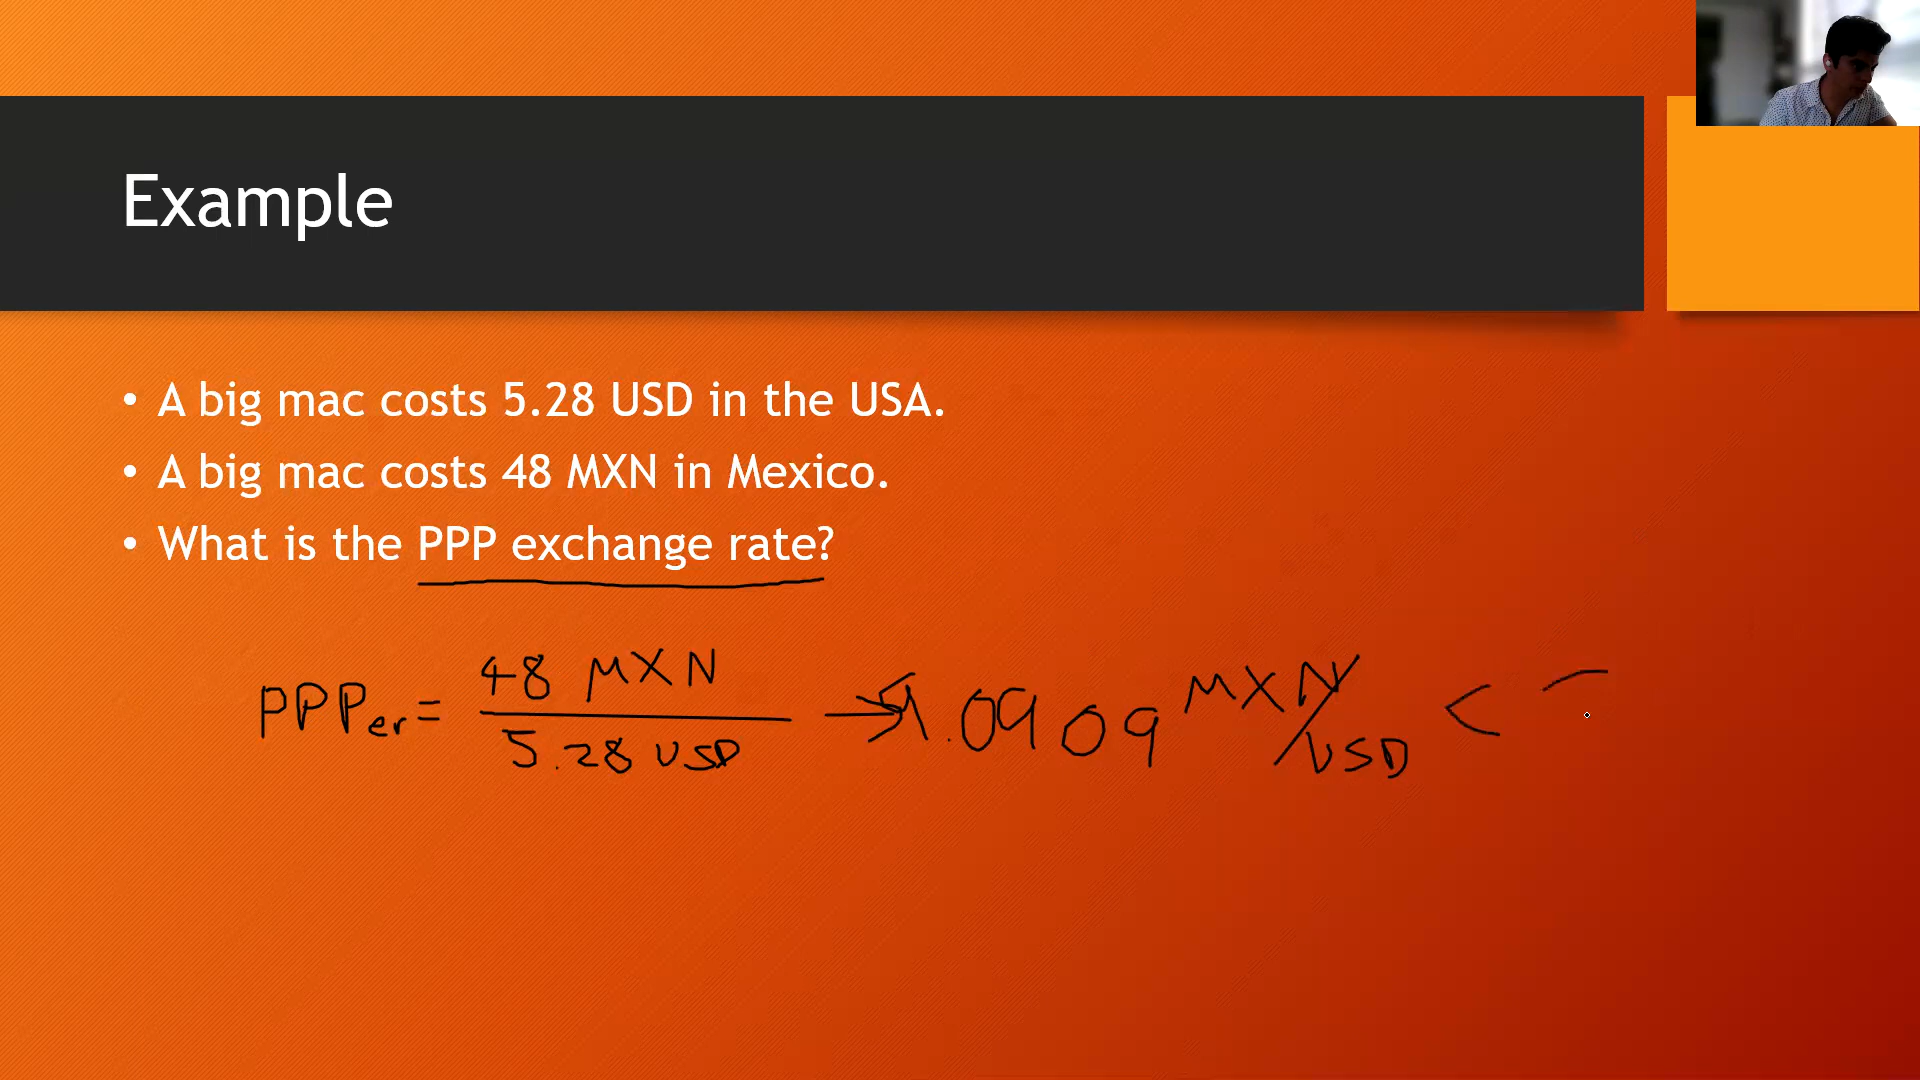 Example
• A big mac costs 5.28 USD in the USA.
• A big mac costs 48 MXN in Mexico.
• What is the PPP exchange rate?
PPPer = 48 MXN / 5.28 USD → 9.0909 MXN/USD <